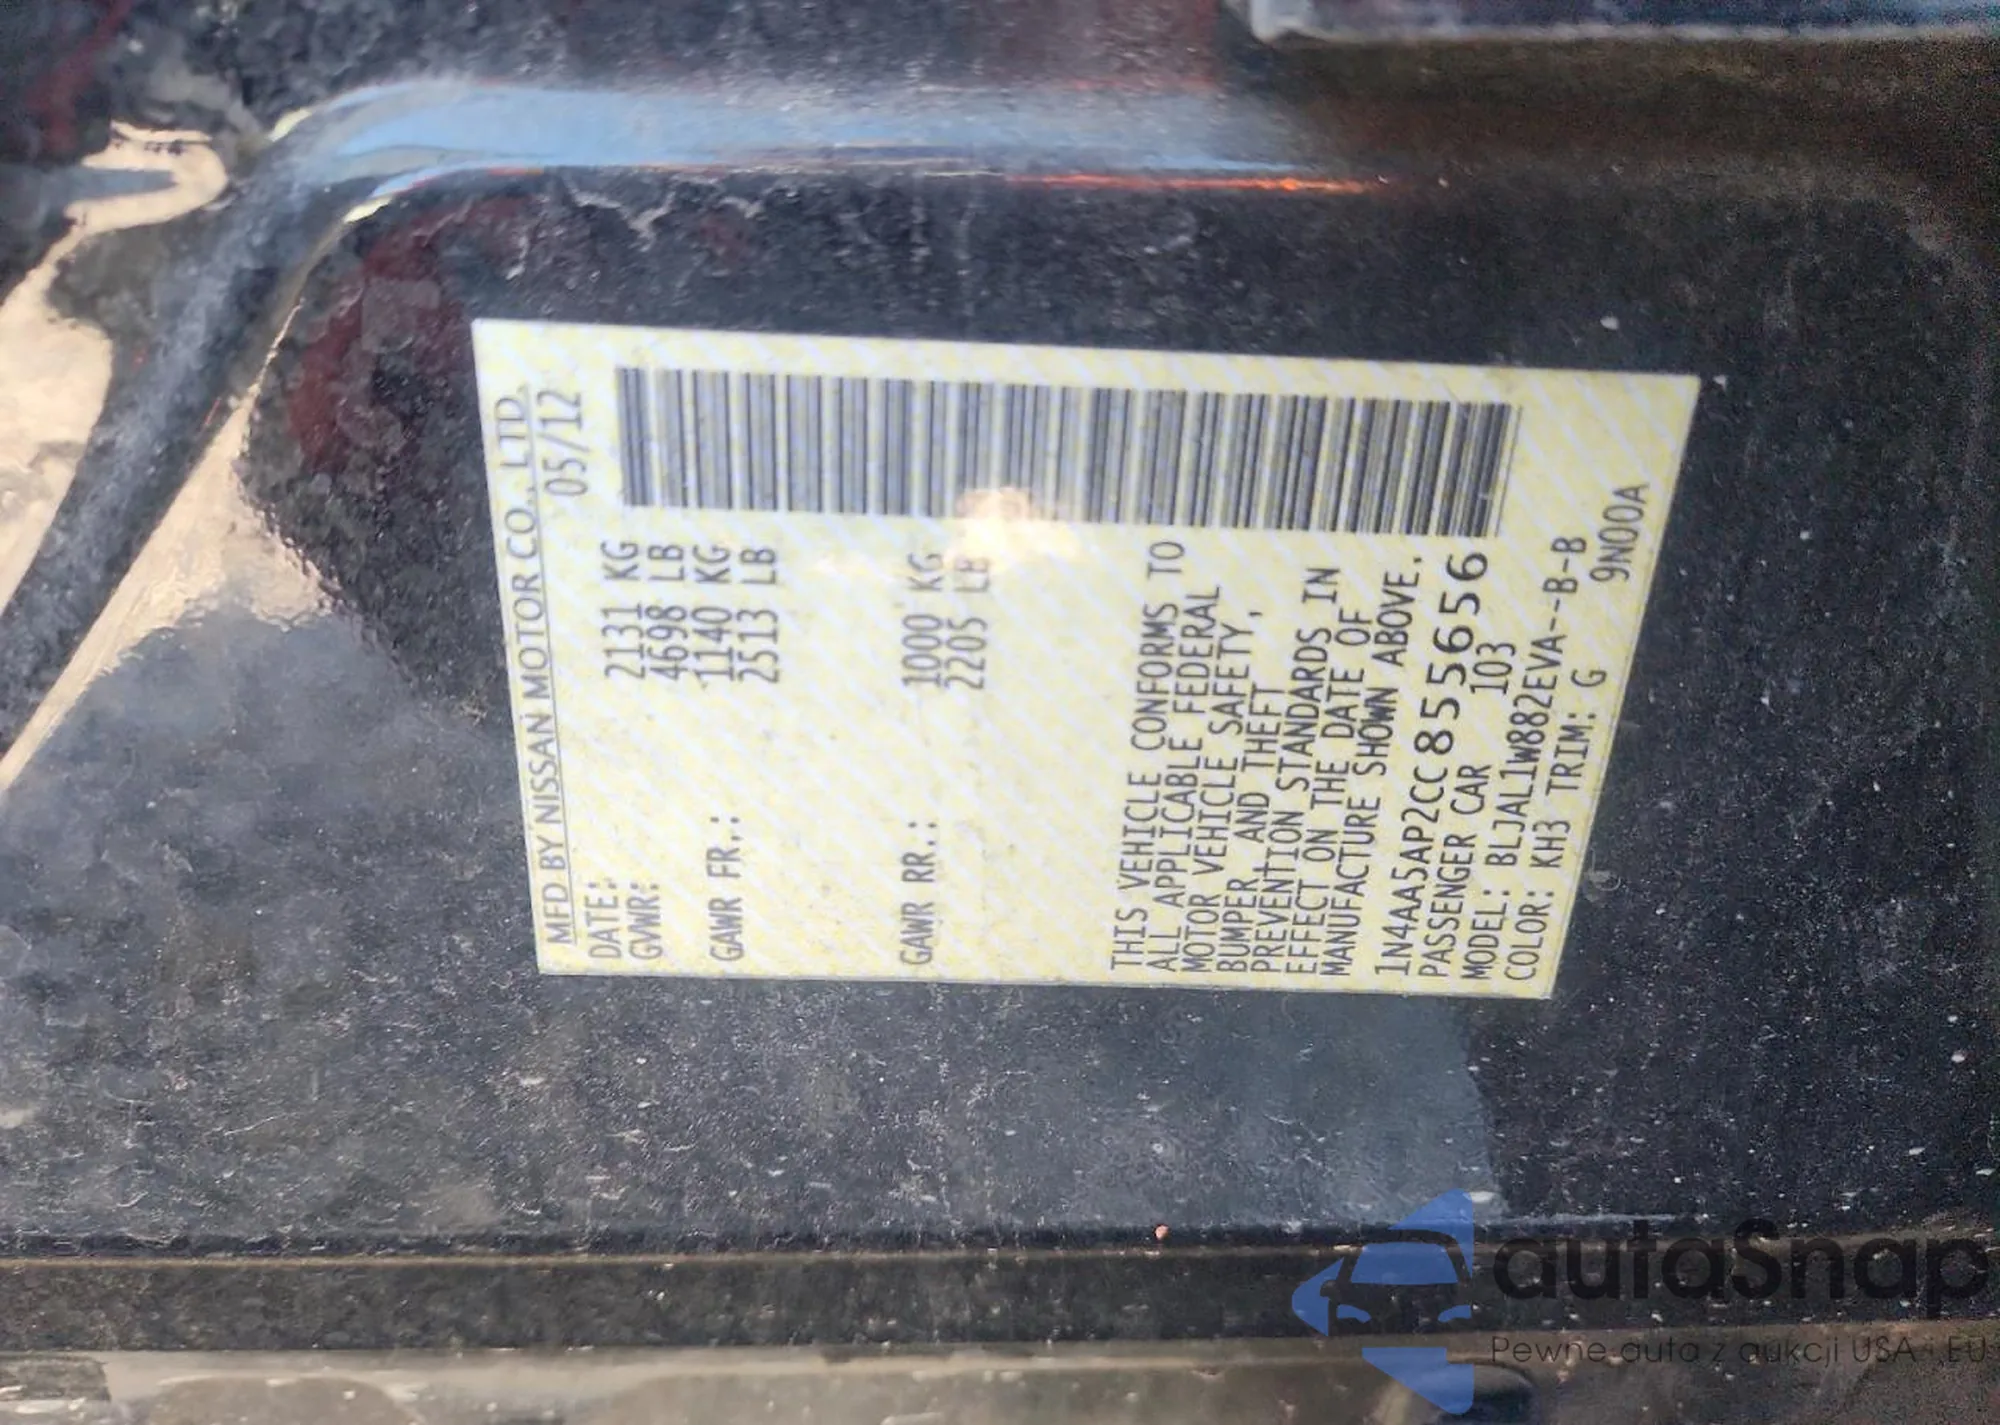 MFD BY NISSAN MOTOR CO., LTD.
DATE: 05/12
GVWR: 2131 KG
4698 LB
GAWR FR.: 1140 KG
2513 LB
GAWR RR.: 1000 KG
2205 LB
THIS VEHICLE CONFORMS TO
ALL APPLICABLE FEDERAL
MOTOR VEHICLE SAFETY,
BUMPER, AND THEFT
PREVENTION STANDARDS IN
EFFECT ON THE DATE OF
MANUFACTURE SHOWN ABOVE.
1N4AA5AP2CC855656
PASSENGER CAR 103
MODEL: BLJAL1W882EVA--B-B
COLOR: KH3 TRIM: G 9N00A
autaSnap
Pewne auta z aukcji USA i EU